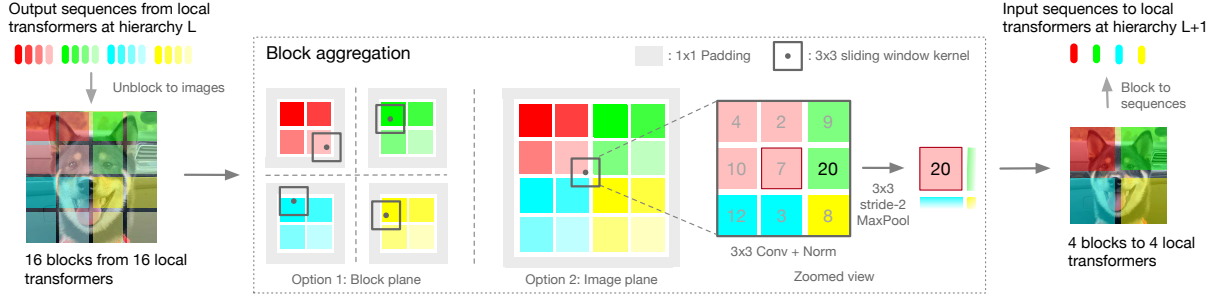 Output sequences from local
transformers at hierarchy L
Unblock to images
16 blocks from 16 local
transformers
Block aggregation
: 1x1 Padding
: 3x3 sliding window kernel
Option 1: Block plane
Option 2: Image plane
4 2 9
10 7 20
12 3 8
3x3 Conv + Norm
3x3
stride-2
MaxPool
20
Zoomed view
Input sequences to local
transformers at hierarchy L+1
Block to
sequences
4 blocks to 4 local
transformers